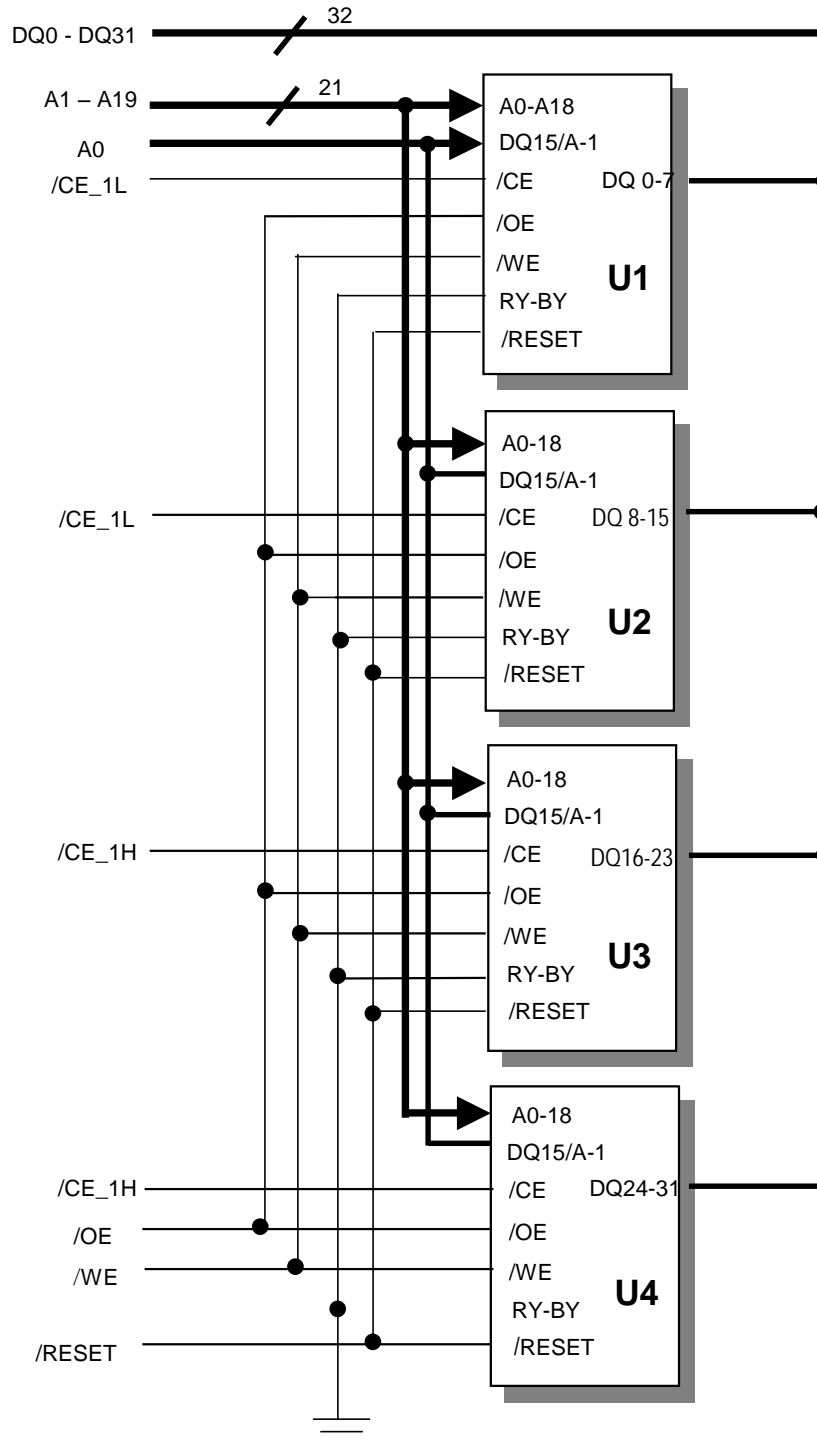 DQ0 - DQ31
32
A1 – A19
21
A0
/CE_1L
A0-A18
DQ15/A-1
/CE
DQ 0-7
/OE
/WE
U1
RY-BY
/RESET
A0-18
DQ15/A-1
/CE_1L
/CE
DQ 8-15
/OE
/WE
U2
RY-BY
/RESET
A0-18
DQ15/A-1
/CE_1H
/CE
DQ16-23
/OE
/WE
U3
RY-BY
/RESET
A0-18
DQ15/A-1
/CE_1H
/CE
DQ24-31
/OE
/OE
/WE
/WE
U4
RY-BY
/RESET
/RESET